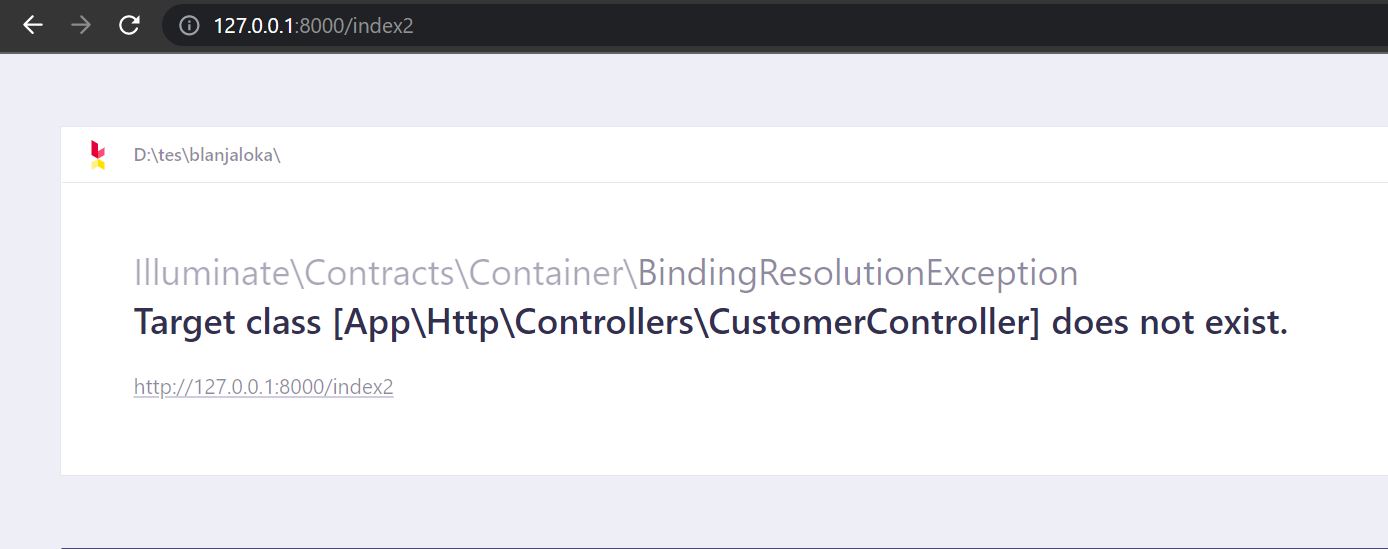 127.0.0.1:8000/index2
D:\tes\blanjaloka\
Illuminate\Contracts\Container\BindingResolutionException
Target class [App\Http\Controllers\CustomerController] does not exist.
http://127.0.0.1:8000/index2